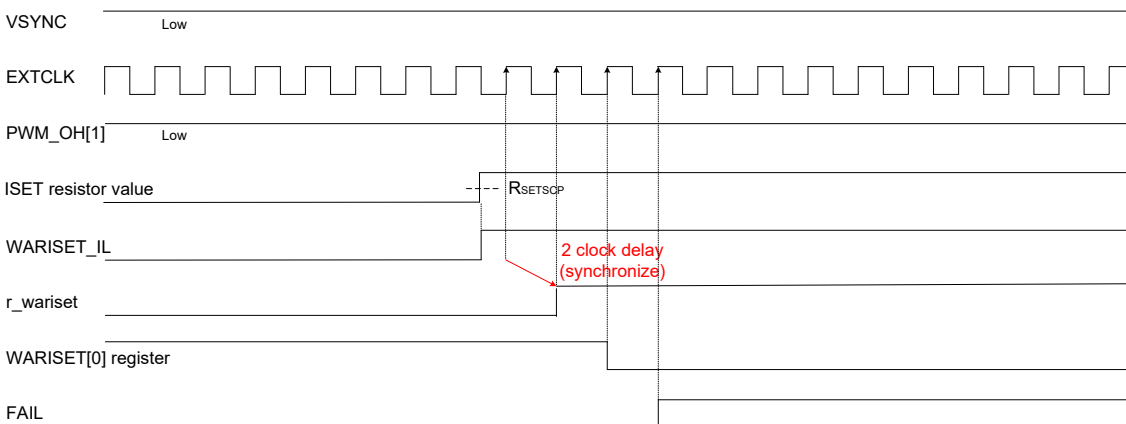 VSYNC
Low
EXTCLK
PWM_OH[1]
Low
ISET resistor value
RSETSCP
WARISET_IL
2 clock delay
(synchronize)
r_wariset
WARISET[0] register
FAIL